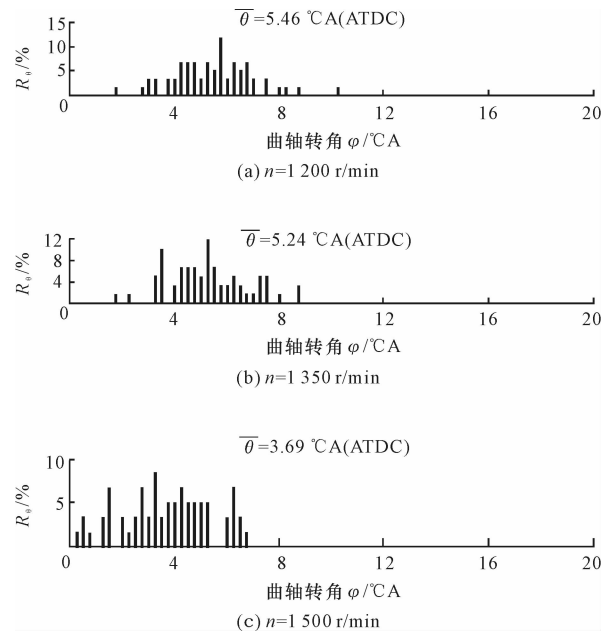 15
θ̅=5.46 ℃A(ATDC)
10
5
R_θ/%
0
4
8
12
16
20
曲轴转角 φ/℃A
(a) n=1 200 r/min
12
θ̅=5.24 ℃A(ATDC)
8
4
R_θ/%
0
4
8
12
16
20
曲轴转角 φ/℃A
(b) n=1 350 r/min
10
θ̅=3.69 ℃A(ATDC)
5
R_θ/%
0
4
8
12
16
20
曲轴转角 φ/℃A
(c) n=1 500 r/min